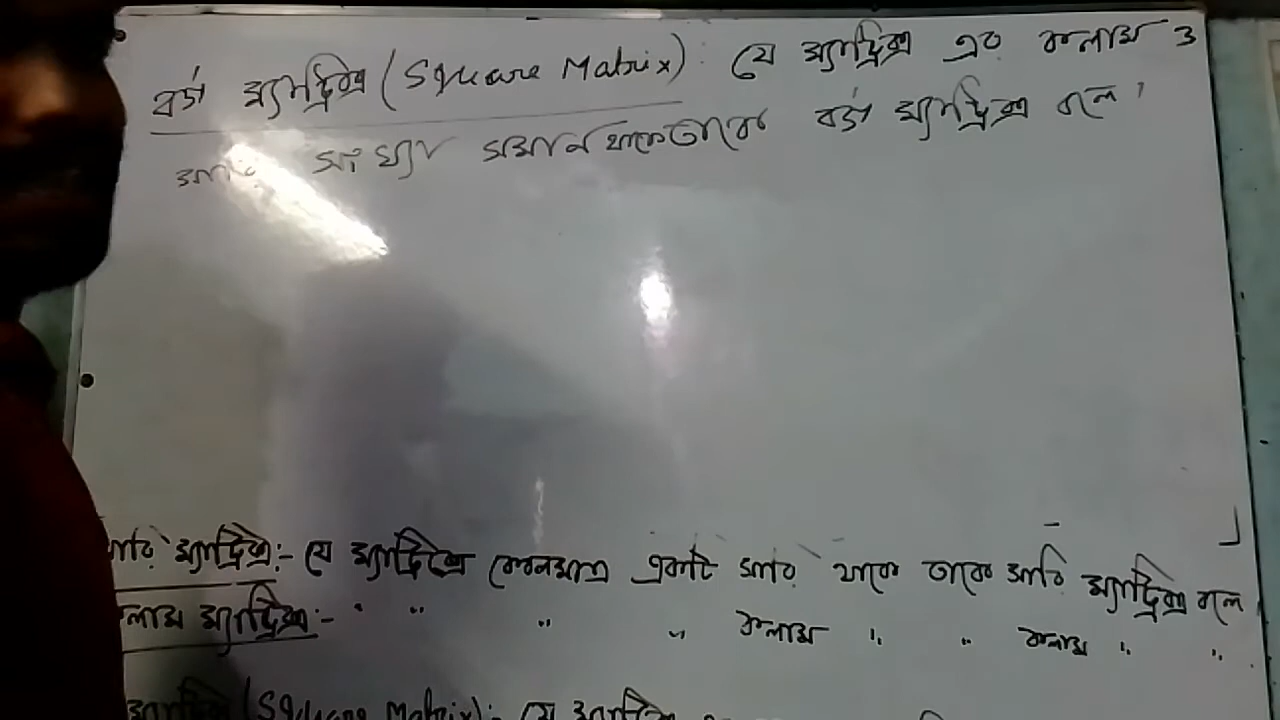 বর্গ ম্যাট্রিক্স (Square Matrix): যে ম্যাট্রিক্স এর কলাম ও
সারি সংখ্যা সমান থাকে তাকে বর্গ ম্যাট্রিক্স বলে।
সারি ম্যাট্রিক্স:- যে ম্যাট্রিক্সে কেবলমাত্র একটি সারি থাকে তাকে সারি ম্যাট্রিক্স বলে
কলাম ম্যাট্রিক্স:- " " " " কলাম " " কলাম " "
ম্যাট্রিক্স (Square Matrix): যে ম্যাট্রিক্স